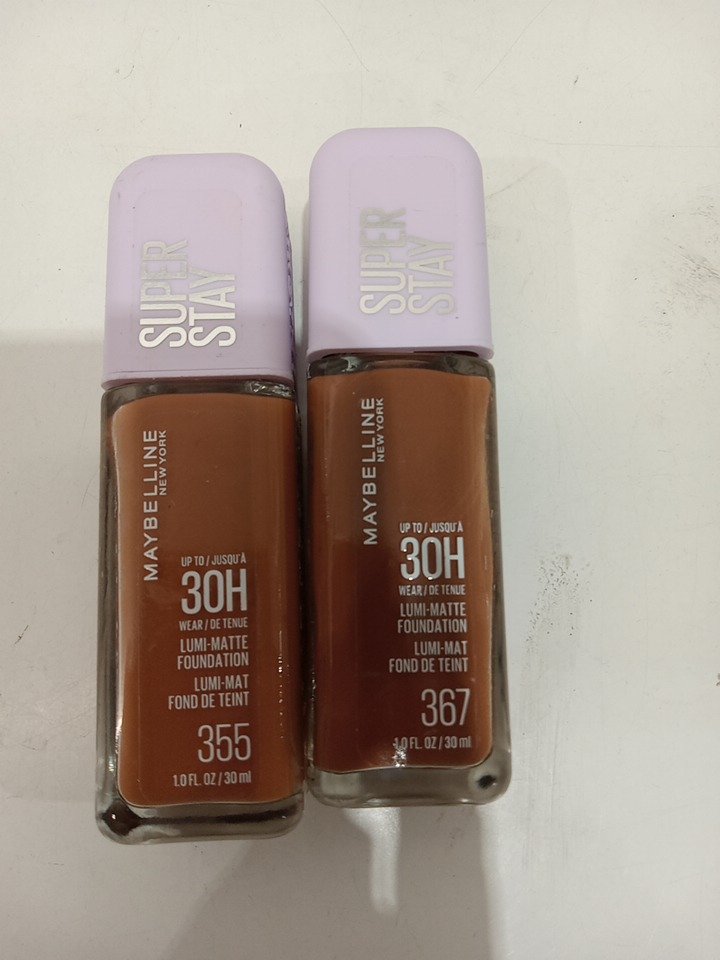 SUPER
STAY
MAYBELLINE
NEW YORK
UP TO / JUSQU'À
30H
WEAR / DE TENUE
LUMI-MATTE
FOUNDATION
LUMI-MAT
FOND DE TEINT
355
1.0 FL. OZ / 30 ml
SUPER
STAY
MAYBELLINE
NEW YORK
UP TO / JUSQU'À
30H
WEAR / DE TENUE
LUMI-MATTE
FOUNDATION
LUMI-MAT
FOND DE TEINT
367
1.0 FL. OZ / 30 ml